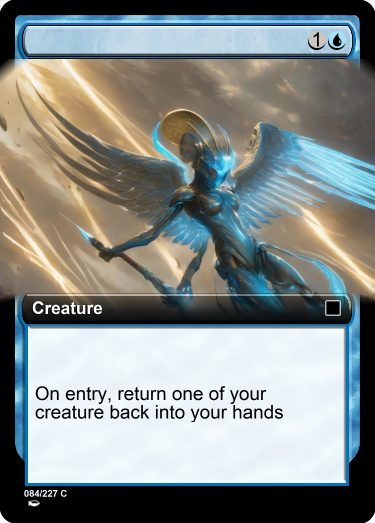 1
Creature
On entry, return one of your
creature back into your hands
084/227 C